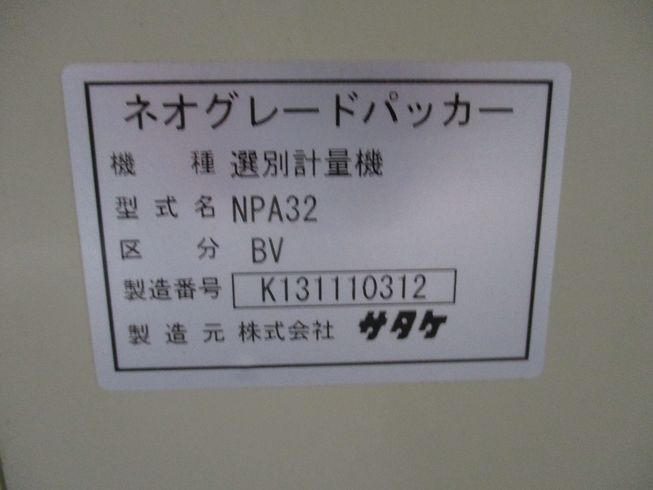 ネオグレードパッカー
機種 選別計量機
型式名 NPA32
区分 BV
製造番号 K131110312
製造元 株式会社 サタケ